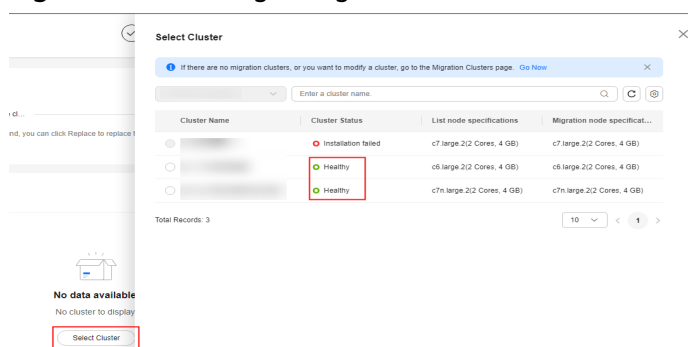 Select Cluster
If there are no migration clusters, or you want to modify a cluster, go to the Migration Clusters page. Go Now
Enter a cluster name.
Cluster Name Cluster Status List node specifications Migration node specificat...
Installation failed c7.large.2(2 Cores, 4 GB) c7.large.2(2 Cores, 4 GB)
Healthy c6.large.2(2 Cores, 4 GB) c6.large.2(2 Cores, 4 GB)
Healthy c7n.large.2(2 Cores, 4 GB) c7n.large.2(2 Cores, 4 GB)
Total Records: 3
10 < 1 >
cl...
nd, you can click Replace to replace
No data available
No cluster to display
Select Cluster